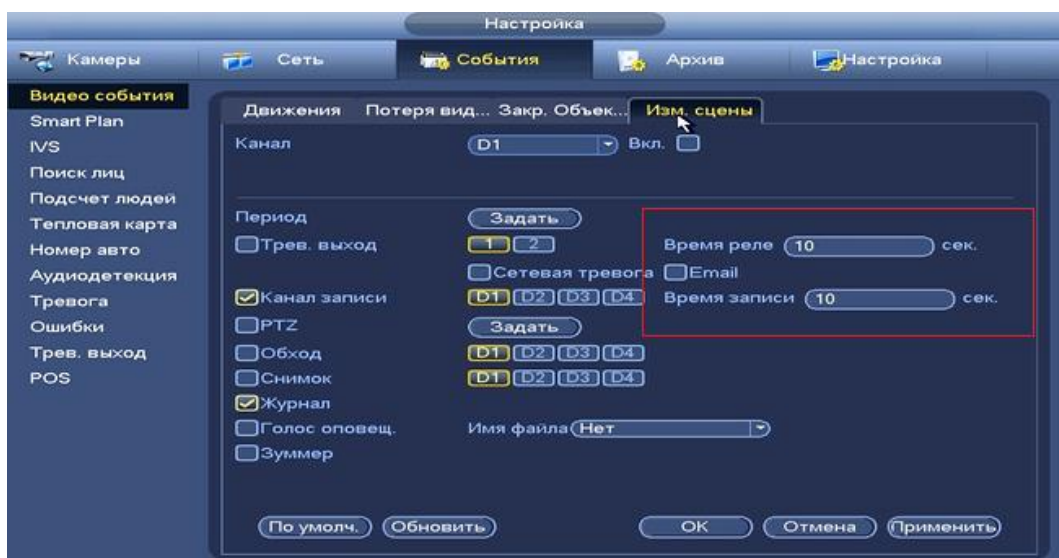 Настройка
Камеры Сеть События Архив Настройка
Видео события
Smart Plan
IVS
Поиск лиц
Подсчет людей
Тепловая карта
Номер авто
Аудиодетекция
Тревога
Ошибки
Трев. выход
POS
Движения Потеря вид... Закр. Объек... Изм. сцены
Канал D1 Вкл.
Период Задать
Трев. выход 1 2 Время реле 10 сек.
Сетевая тревога Email
Канал записи D1 D2 D3 D4 Время записи 10 сек.
PTZ Задать
Обход D1 D2 D3 D4
Снимок D1 D2 D3 D4
Журнал
Голос оповещ. Имя файла Нет
Зуммер
По умолч. Обновить OK Отмена Применить